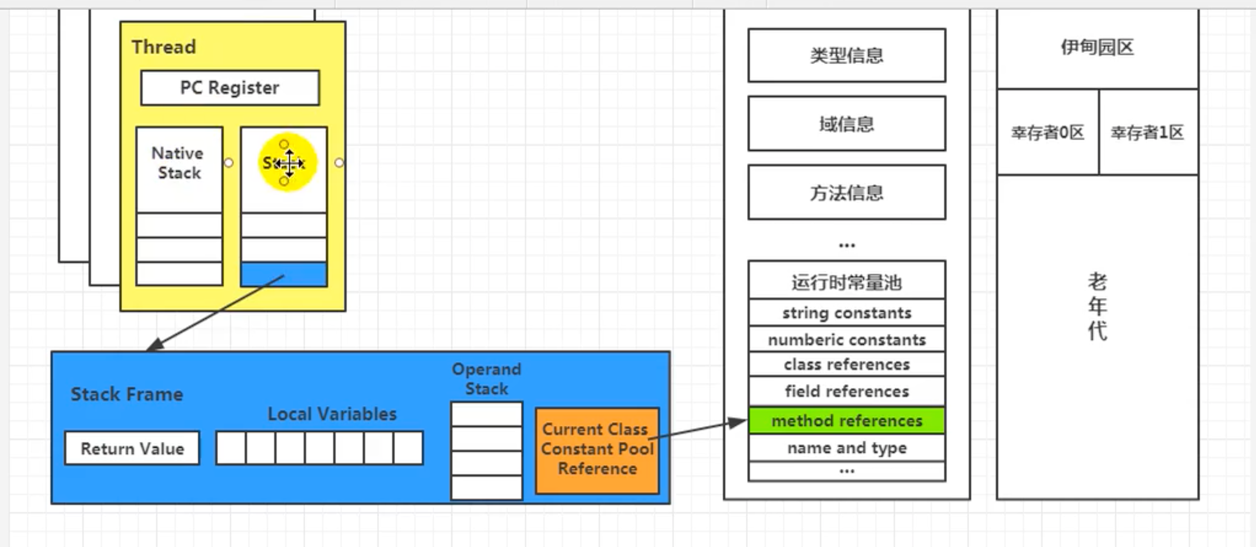 Thread
PC Register
Native
Stack
Stack Frame
Return Value
Local Variables
Operand
Stack
Current Class
Constant Pool
Reference
类型信息
域信息
方法信息
...
运行时常量池
string constants
numberic constants
class references
field references
method references
name and type
...
伊甸园区
幸存者0区
幸存者1区
老
年
代